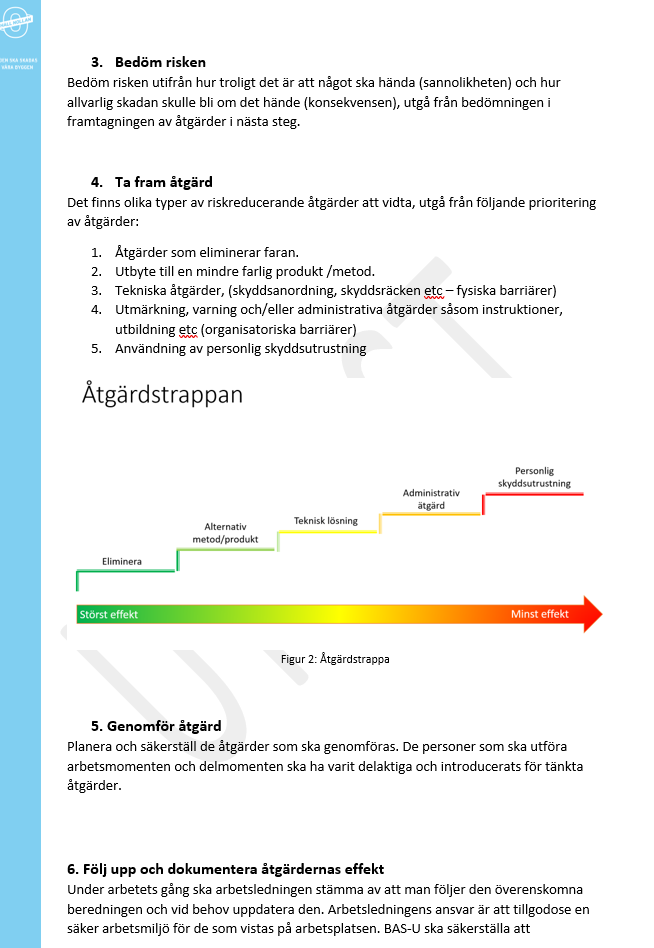 HÅLL NOLLAN
3. Bedöm risken
Bedöm risken utifrån hur troligt det är att något ska hända (sannolikheten) och hur
allvarlig skadan skulle bli om det hände (konsekvensen), utgå från bedömningen i
framtagningen av åtgärder i nästa steg.
4. Ta fram åtgärd
Det finns olika typer av riskreducerande åtgärder att vidta, utgå från följande prioritering
av åtgärder:
1. Åtgärder som eliminerar faran.
2. Utbyte till en mindre farlig produkt /metod.
3. Tekniska åtgärder, (skyddsanordning, skyddsräcken etc – fysiska barriärer)
4. Utmärkning, varning och/eller administrativa åtgärder såsom instruktioner,
utbildning etc (organisatoriska barriärer)
5. Användning av personlig skyddsutrustning
Åtgärdstrappan
Personlig
skyddsutrustning
Administrativ
åtgärd
Teknisk lösning
Alternativ
metod/produkt
Eliminera
Störst effekt
Minst effekt
Figur 2: Åtgärdstrappa
5. Genomför åtgärd
Planera och säkerställ de åtgärder som ska genomföras. De personer som ska utföra
arbetsmomenten och delmomenten ska ha varit delaktiga och introducerats för tänkta
åtgärder.
6. Följ upp och dokumentera åtgärdernas effekt
Under arbetets gång ska arbetsledningen stämma av att man följer den överenskomna
beredningen och vid behov uppdatera den. Arbetsledningens ansvar är att tillgodose en
säker arbetsmiljö för de som vistas på arbetsplatsen. BAS-U ska säkerställa att